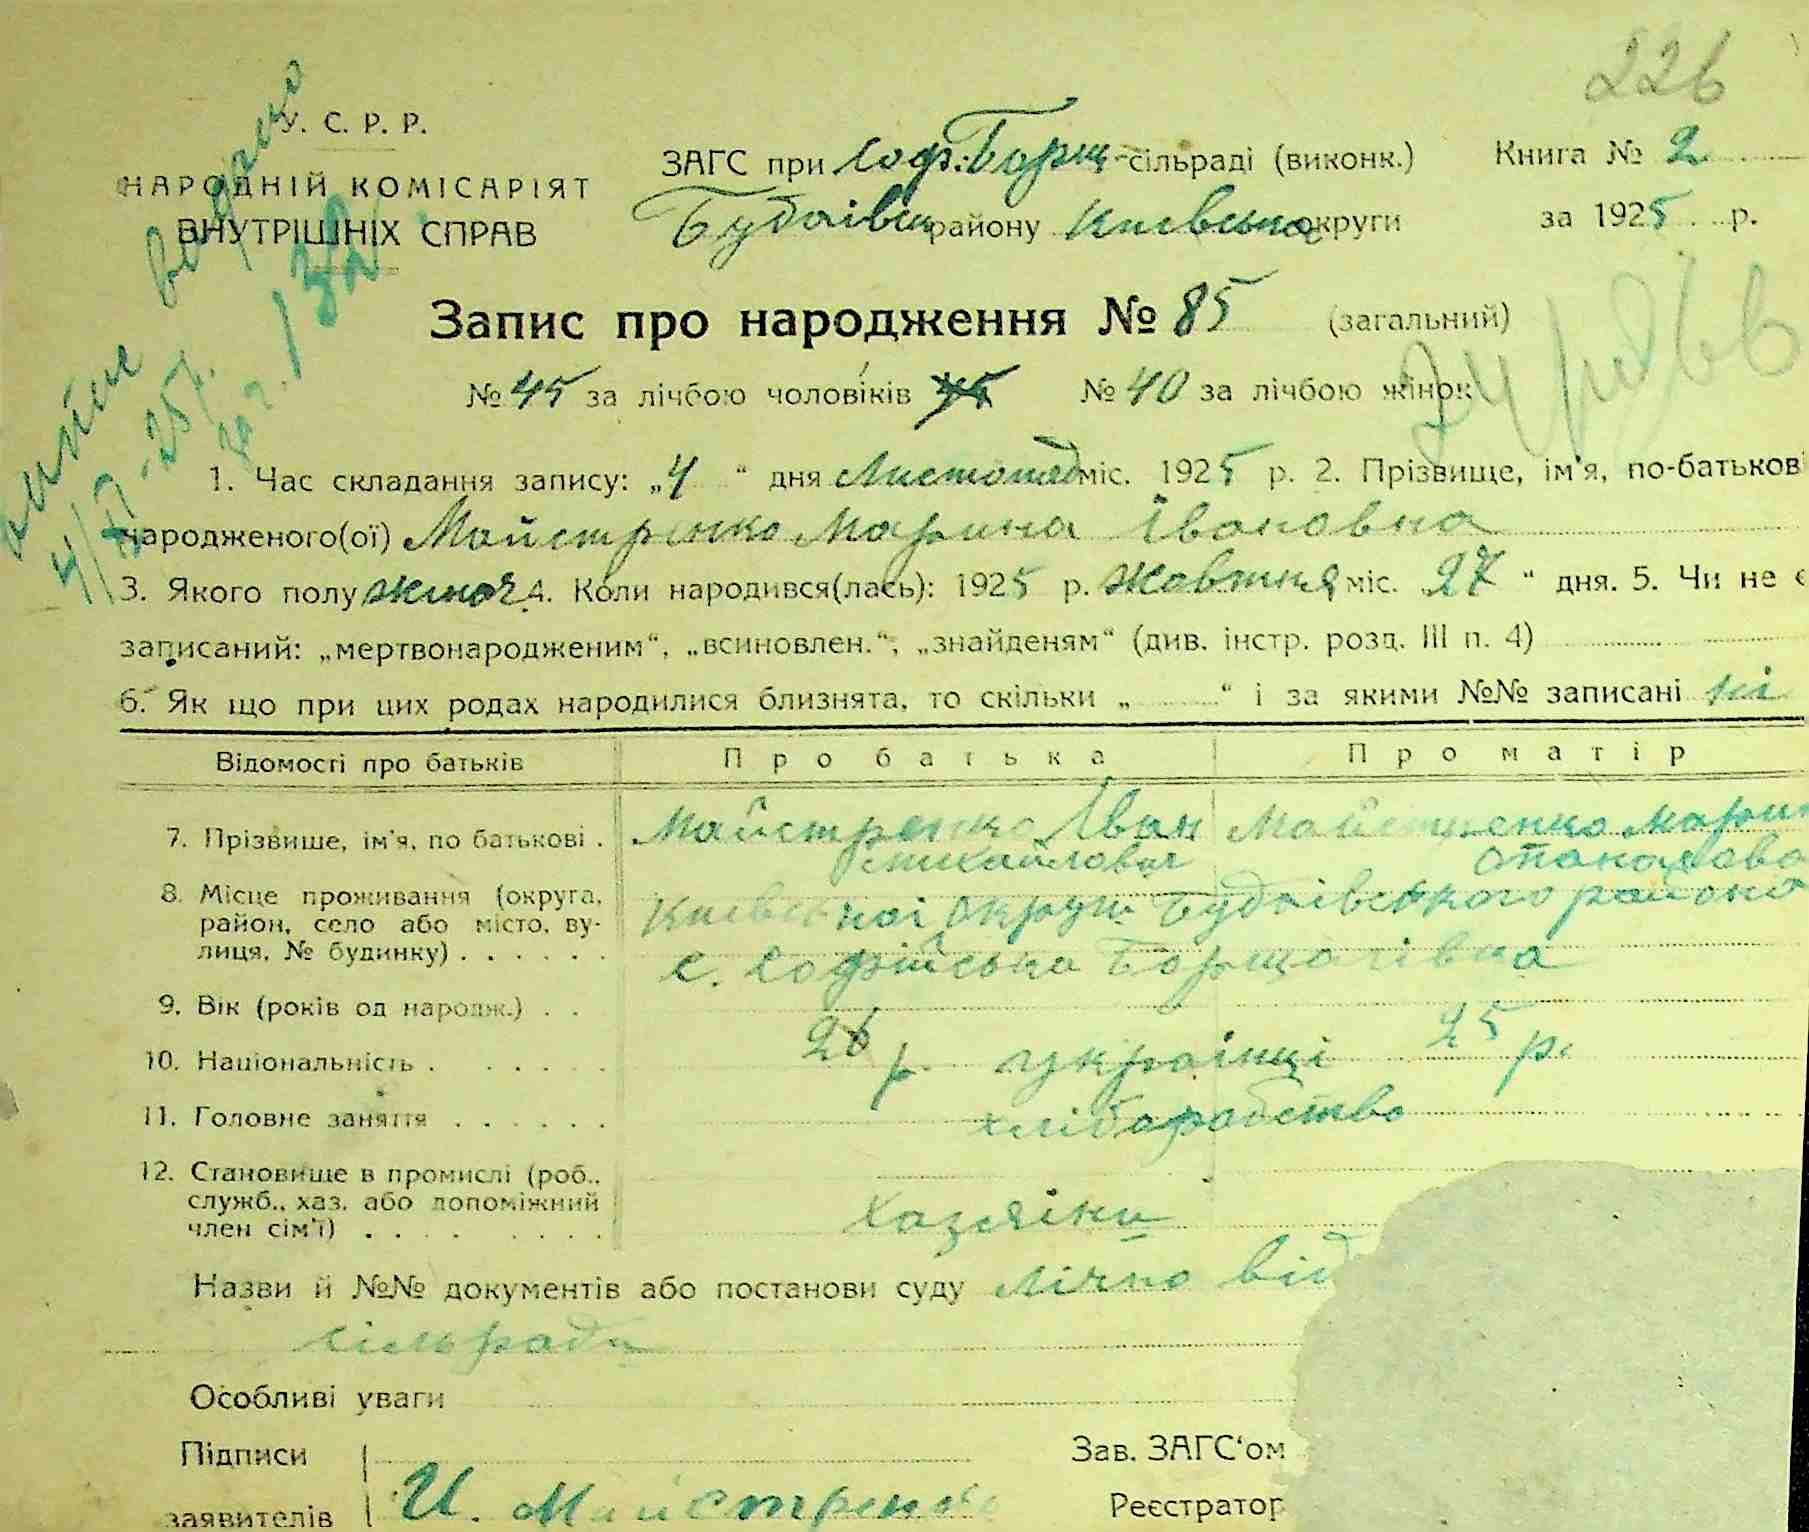 226
У. С. Р. Р.
НАРОДНІЙ КОМІСАРІЯТ
ВНУТРІШНІХ СПРАВ
ЗАГС при Соф. Борщ. сільраді (виконк.)
Книга № 2
Будаївськ району Київської округи
за 1925 р.
Запис про народження № 85 (загальний)
№ 45 за лічбою чоловіків № 40 за лічбою жінок
1. Час складання запису: „4 “ дня Листопад міс. 1925 р. 2. Прізвище, ім'я, по-батькові
народженого(ої) Майстренко Марина Івановна
3. Якого полу жіноч 4. Коли народився(лась): 1925 р. Жовтня міс. 27 “ дня. 5. Чи не є
записаний: „мертвонародженим“, „всиновлен.“, „знайденям“ (див. інстр. розд. III п. 4)
6. Як що при цих родах народилися близнята, то скільки „ “ і за якими №№ записані ні
Відомості про батьків Про батька Про матір
7. Прізвище, ім'я, по батькові . Майстренко Іван Майстренко Марин
Михайлович
8. Місце проживання (округа, Київської округи Будаївського району
район, село або місто, ву-
лиця, № будинку) . . . . . . с. Софійська Борщагівка
9. Вік (років од народж.) . . 26 р. 25 р.
10. Національність . . . . . . українці
11. Головне заняття . . . . . . хліборобство
12. Становище в промислі (роб.,
служб., хаз. або допоміжний
член сім'ї) . . . . . . . . Хазяїни
Назви й №№ документів або постанови суду Лічно від
сільради
Особливі уваги
Підписи
Зав. ЗАГС'ом
заявителів И. Майстренко
Реєстратор